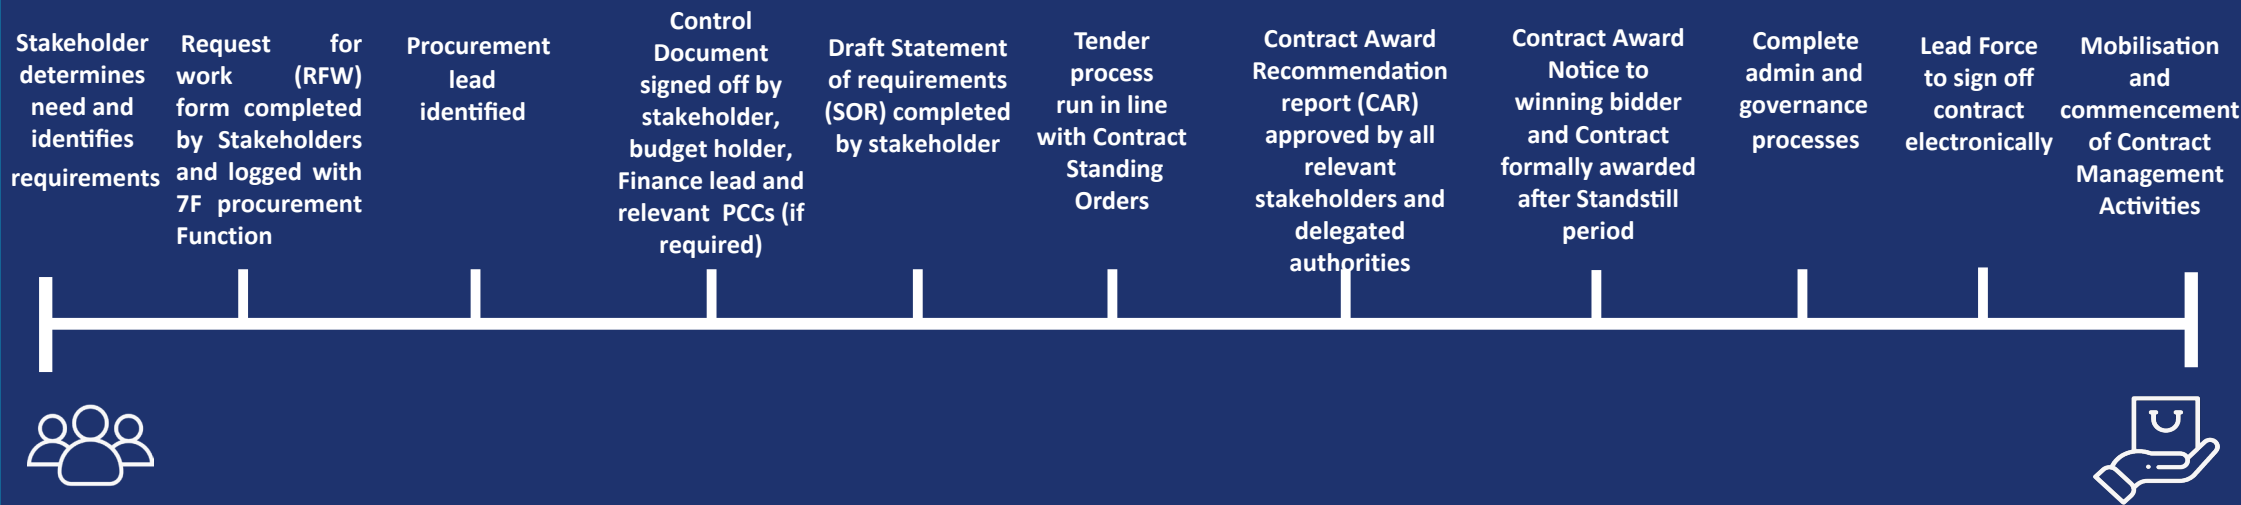 Stakeholder
determines
need and
identifies
requirements
Request for
work (RFW)
form completed
by Stakeholders
and logged with
7F procurement
Function
Procurement
lead
identified
Control
Document
signed off by
stakeholder,
budget holder,
Finance lead and
relevant PCCs (if
required)
Draft Statement
of requirements
(SOR) completed
by stakeholder
Tender
process
run in line
with Contract
Standing
Orders
Contract Award
Recommendation
report (CAR)
approved by all
relevant
stakeholders and
delegated
authorities
Contract Award
Notice to
winning bidder
and Contract
formally awarded
after Standstill
period
Complete
admin and
governance
processes
Lead Force
to sign off
contract
electronically
Mobilisation
and
commencement
of Contract
Management
Activities